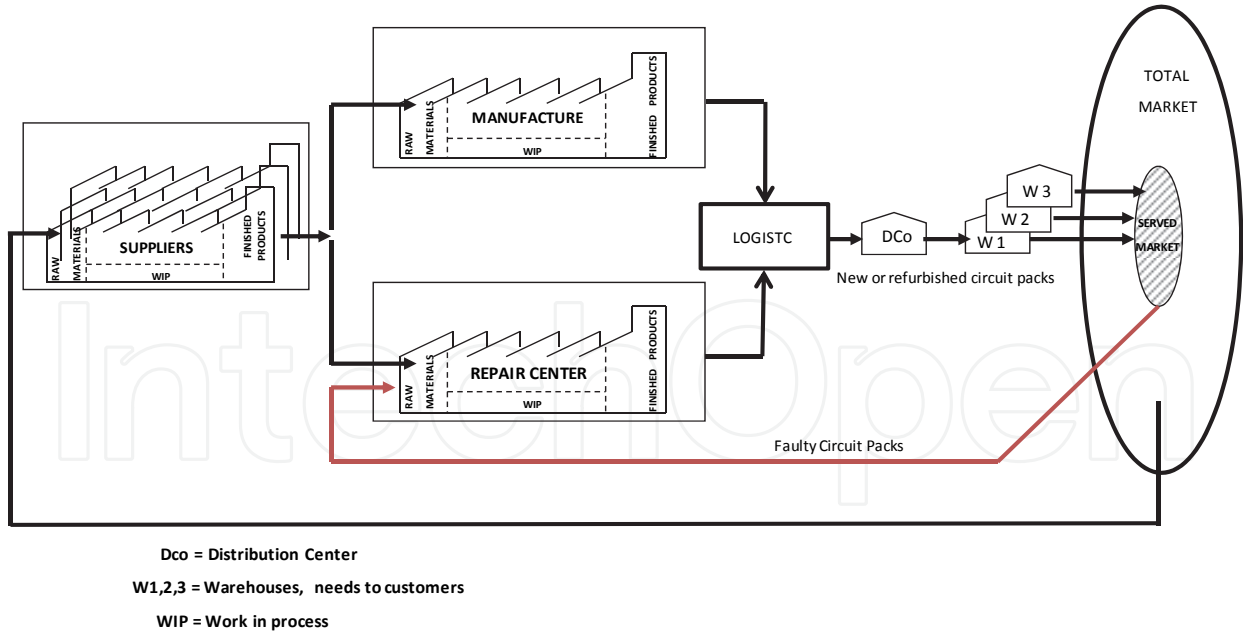 TOTAL
MARKET
RAW
MATERIALS
MANUFACTURE
WIP
FINISHED PRODUCTS
RAW
MATERIALS
SUPPLIERS
WIP
FINISHED
PRODUCTS
W 3
W 2
W 1
SERVED
MARKET
LOGISTC
DCo
New or refurbished circuit packs
RAW
MATERIALS
REPAIR CENTER
WIP
FINISHED PRODUCTS
Faulty Circuit Packs
IntechOpen
Dco = Distribution Center
W1,2,3 = Warehouses, needs to customers
WIP = Work in process